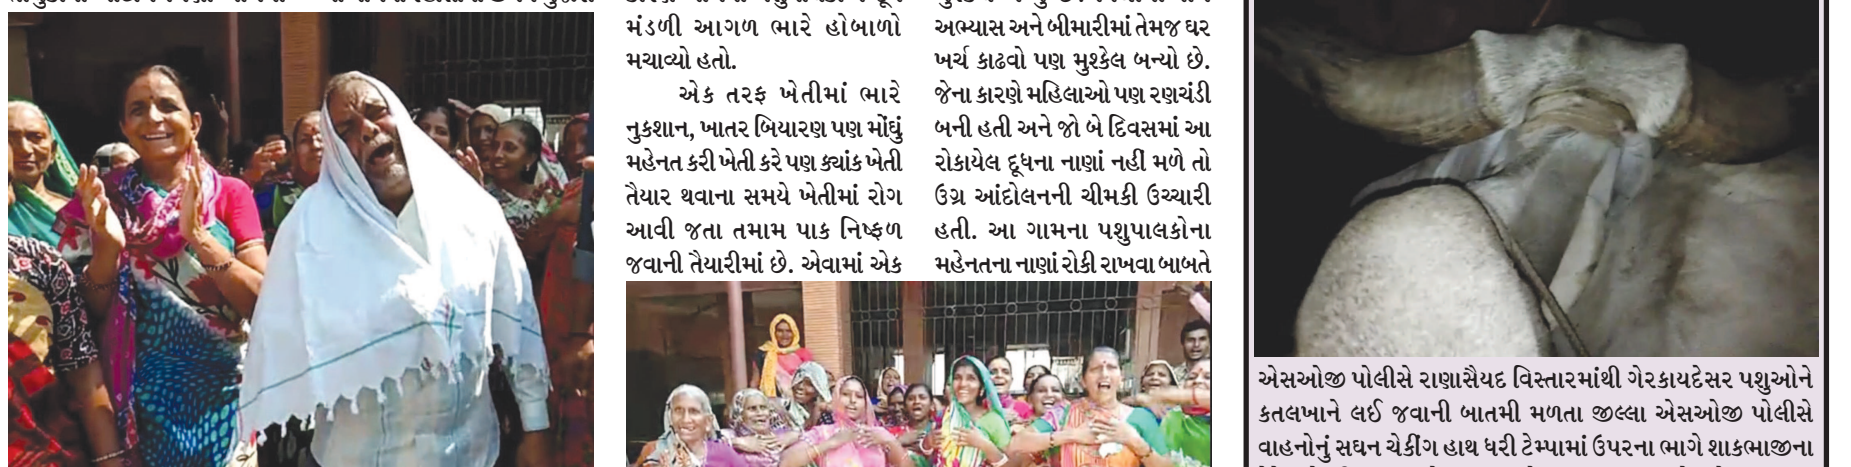 મંડળી આગળ ભારે હોબાળો
મચાવ્યો હતો.
એક તરફ ખેતીમાં ભારે
નુકશાન, ખાતર બિયારણ પણ મોંઘું
મહેનત કરી ખેતી કરે પણ ક્યાંક ખેતી
તૈયાર થવાના સમયે ખેતીમાં રોગ
આવી જતા તમામ પાક નિષ્ફળ
જવાની તૈયારીમાં છે. એવામાં એક
અભ્યાસ અને બીમારીમાં તેમજ ઘર
ખર્ચ કાઢવો પણ મુશ્કેલ બન્યો છે.
જેના કારણે મહિલાઓ પણ રણચંડી
બની હતી અને જો બે દિવસમાં આ
રોકાયેલ દૂધના નાણાં નહીં મળે તો
ઉગ્ર આંદોલનની ચીમકી ઉચ્ચારી
હતી. આ ગામના પશુપાલકોના
મહેનતના નાણાં રોકી રાખવા બાબતે
એસઓજી પોલીસે રાણાસૈયદ વિસ્તારમાંથી ગેરકાયદેસર પશુઓને
કતલખાને લઈ જવાની બાતમી મળતા જીલ્લા એસઓજી પોલીસે
વાહનોનું સઘન ચેકીંગ હાથ ધરી ટેમ્પામાં ઉપરના ભાગે શાકભાજીના